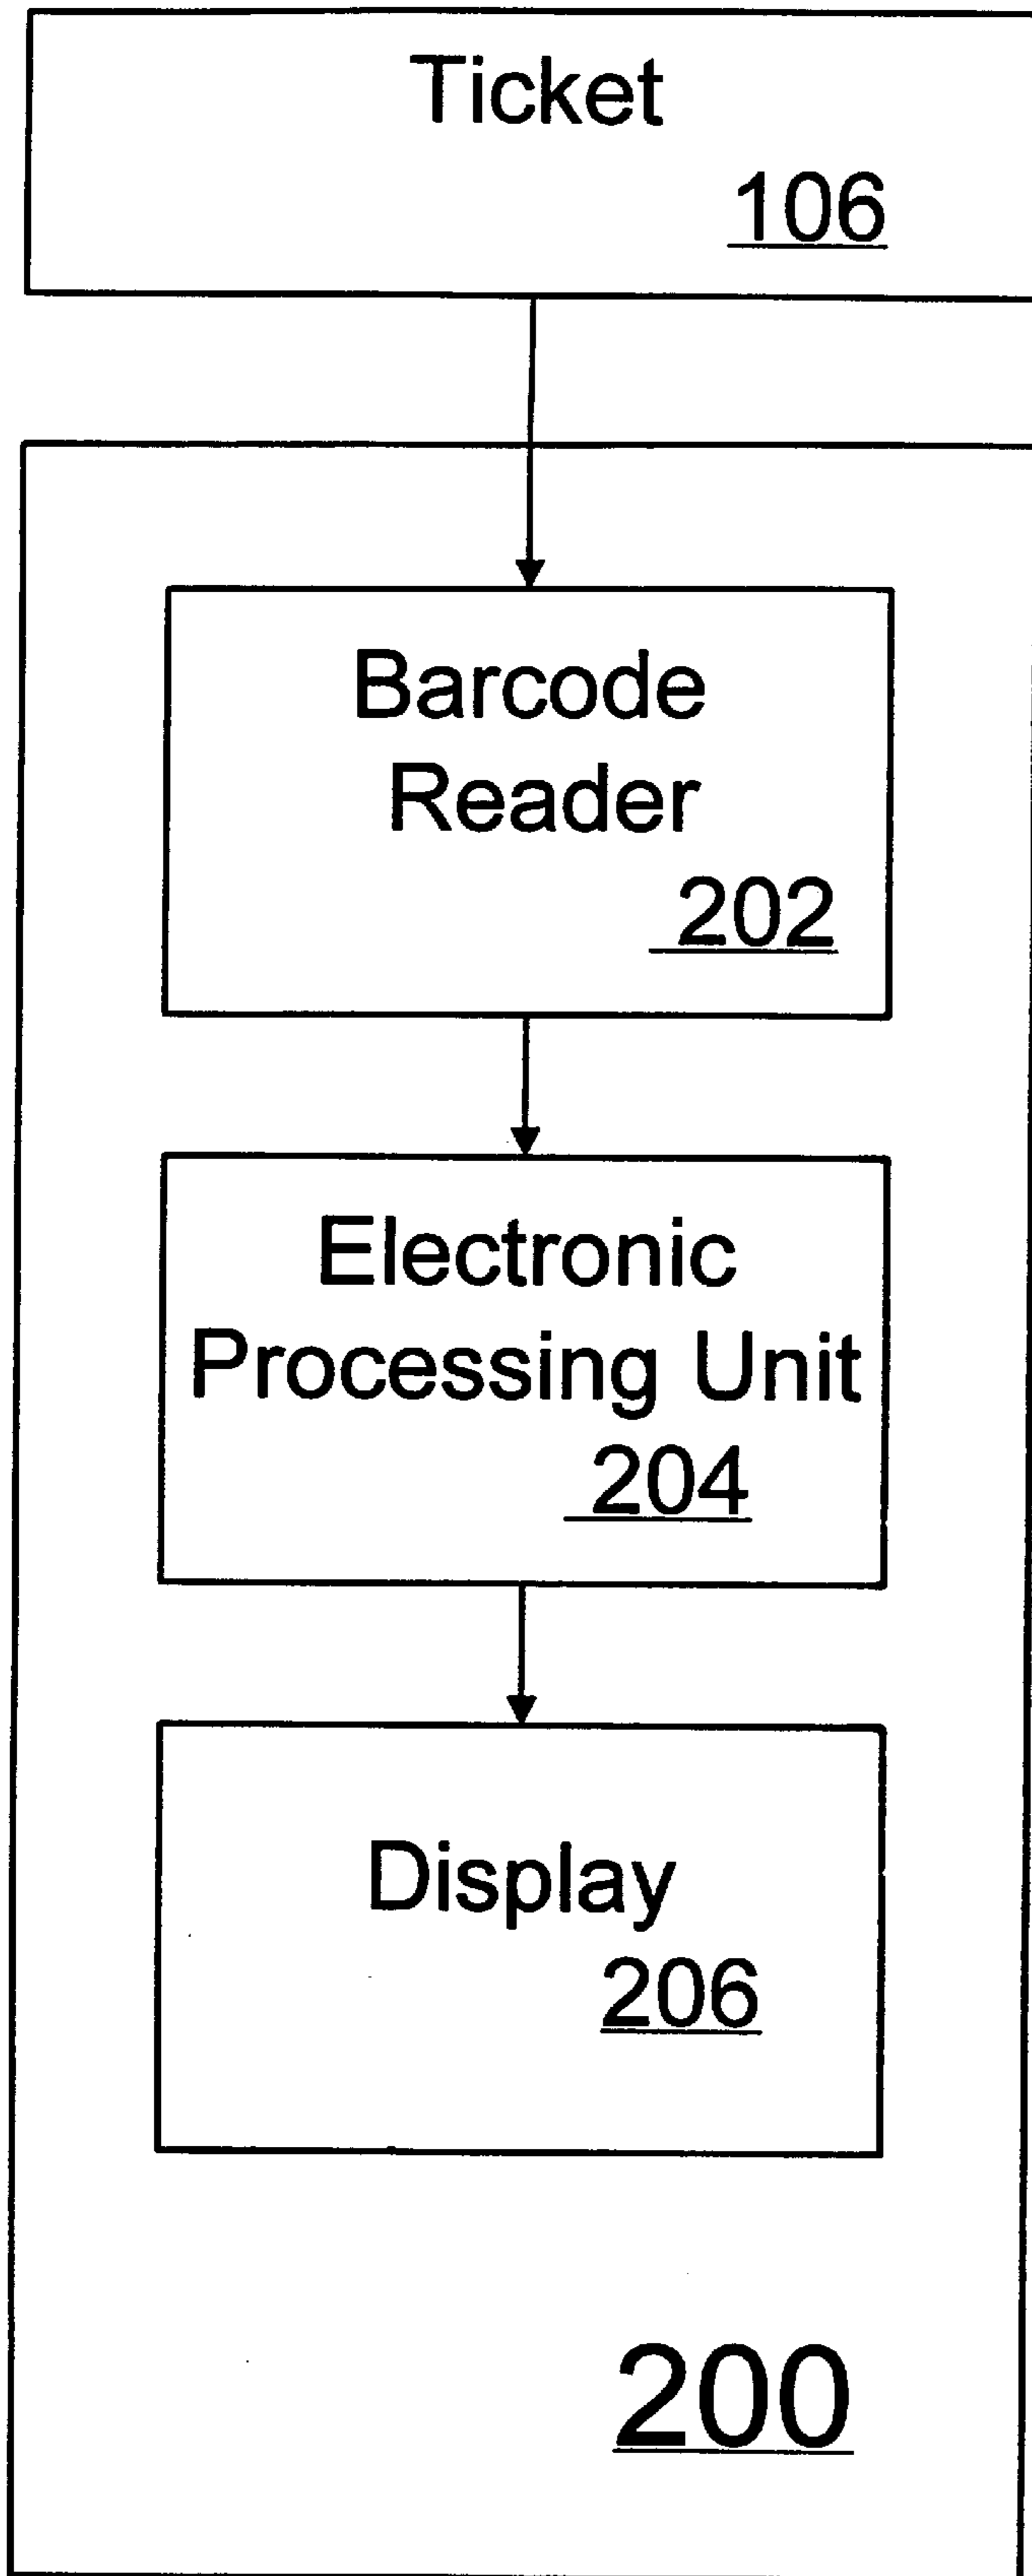 Ticket
106
Barcode
Reader
202
Electronic
Processing Unit
204
Display
206
200